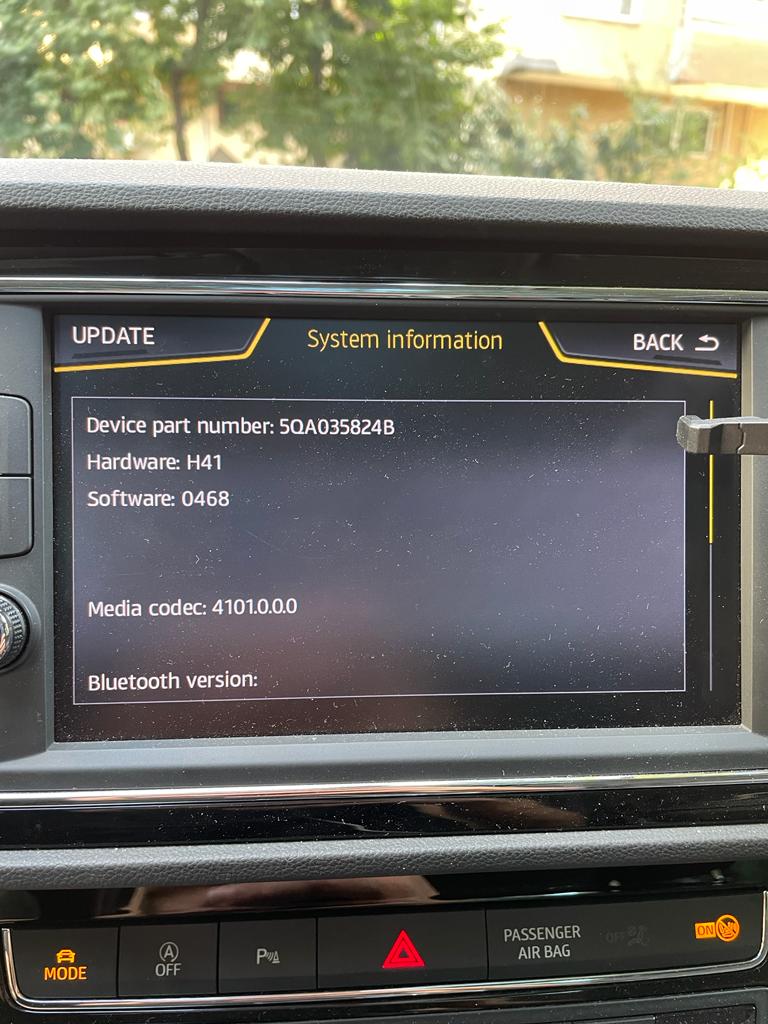 UPDATE
System information
BACK
Device part number: 5QA035824B
Hardware: H41
Software: 0468
Media codec: 4101.0.0.0
Bluetooth version:
MODE
A
OFF
P
PASSENGER
AIR BAG
OFF
ON